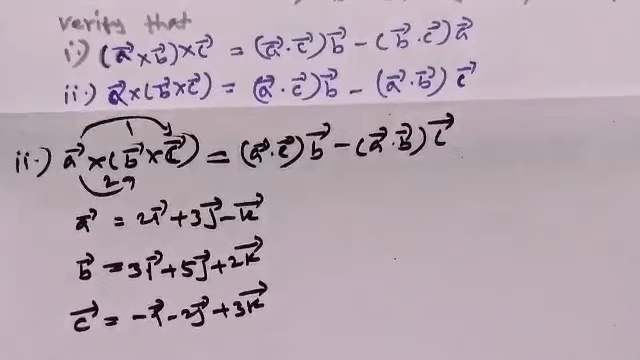 verify that
i.) (a⃗ × b⃗) × c⃗ = (a⃗ · c⃗) b⃗ − (b⃗ · c⃗) a⃗
ii.) a⃗ × (b⃗ × c⃗) = (a⃗ · c⃗) b⃗ − (a⃗ · b⃗) c⃗
1
ii.) a⃗ × (b⃗ × c⃗) = (a⃗ · c⃗) b⃗ − (a⃗ · b⃗) c⃗
2
a⃗ = 2i⃗ + 3j⃗ − k⃗
b⃗ = 3i⃗ + 5j⃗ + 2k⃗
c⃗ = −i⃗ − 2j⃗ + 3k⃗